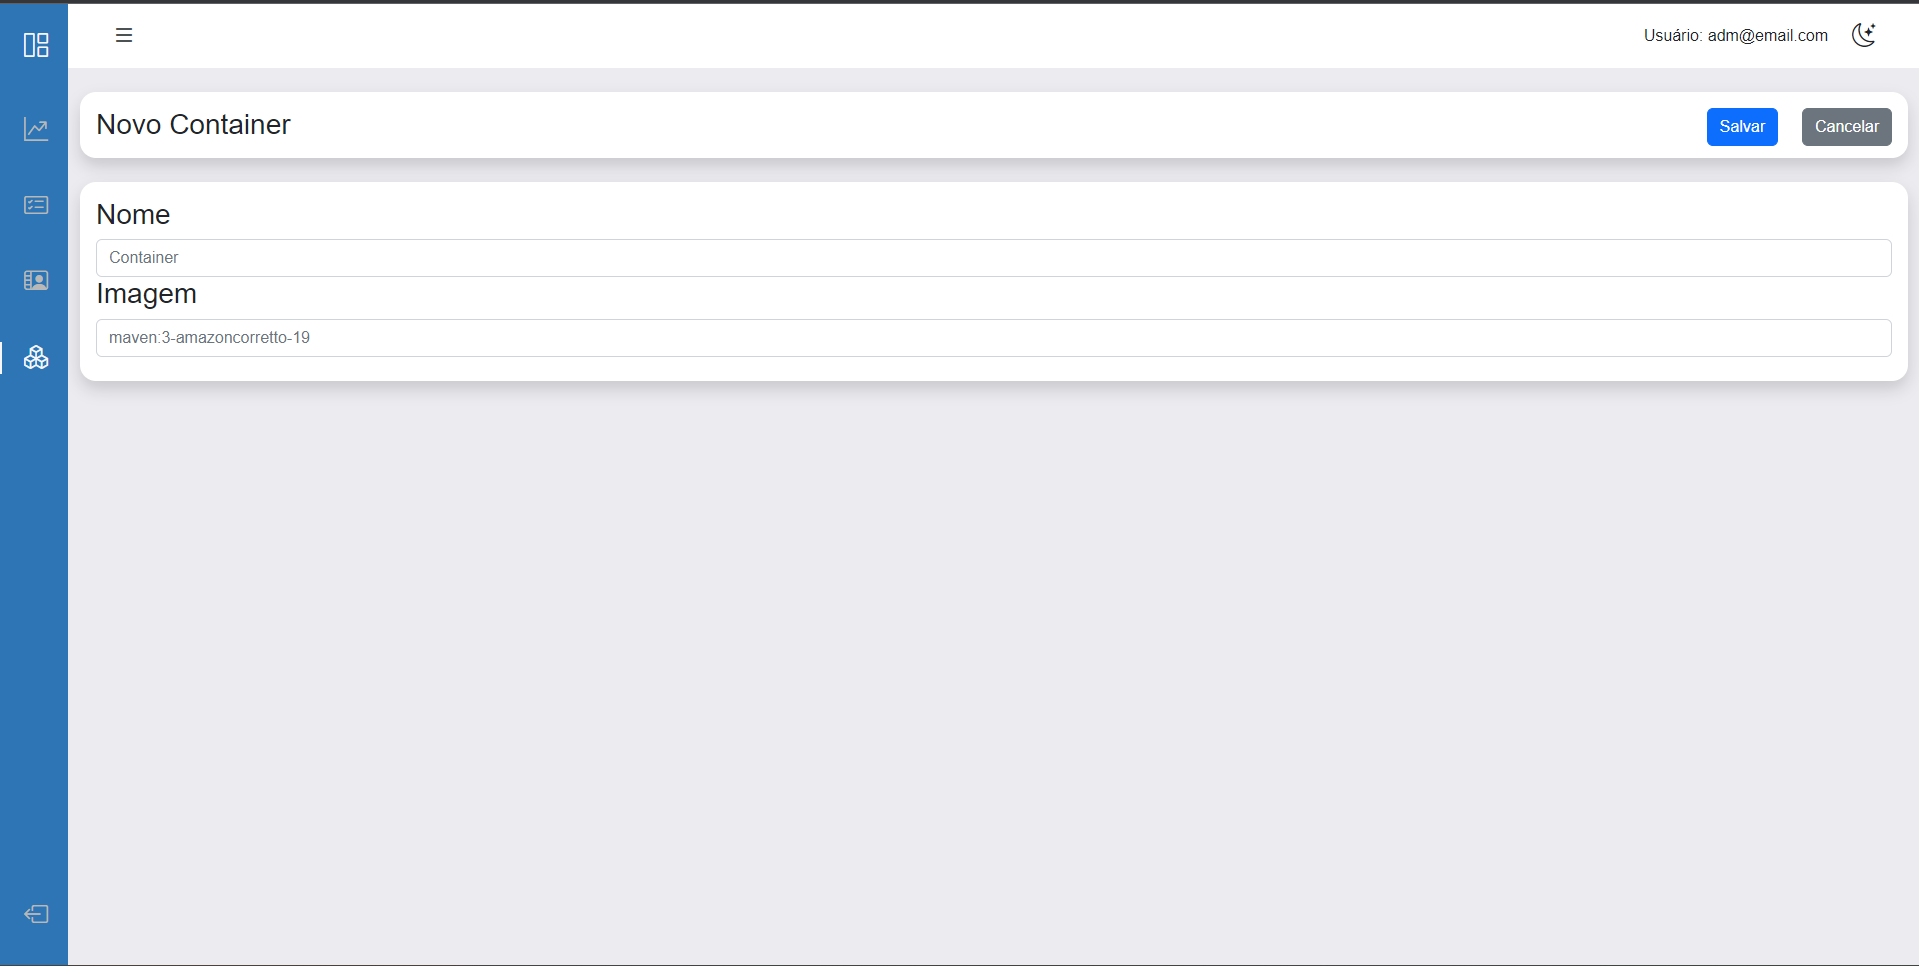 Usuário: adm@email.com
Novo Container
Salvar
Cancelar
Nome
Container
Imagem
maven:3-amazoncorretto-19